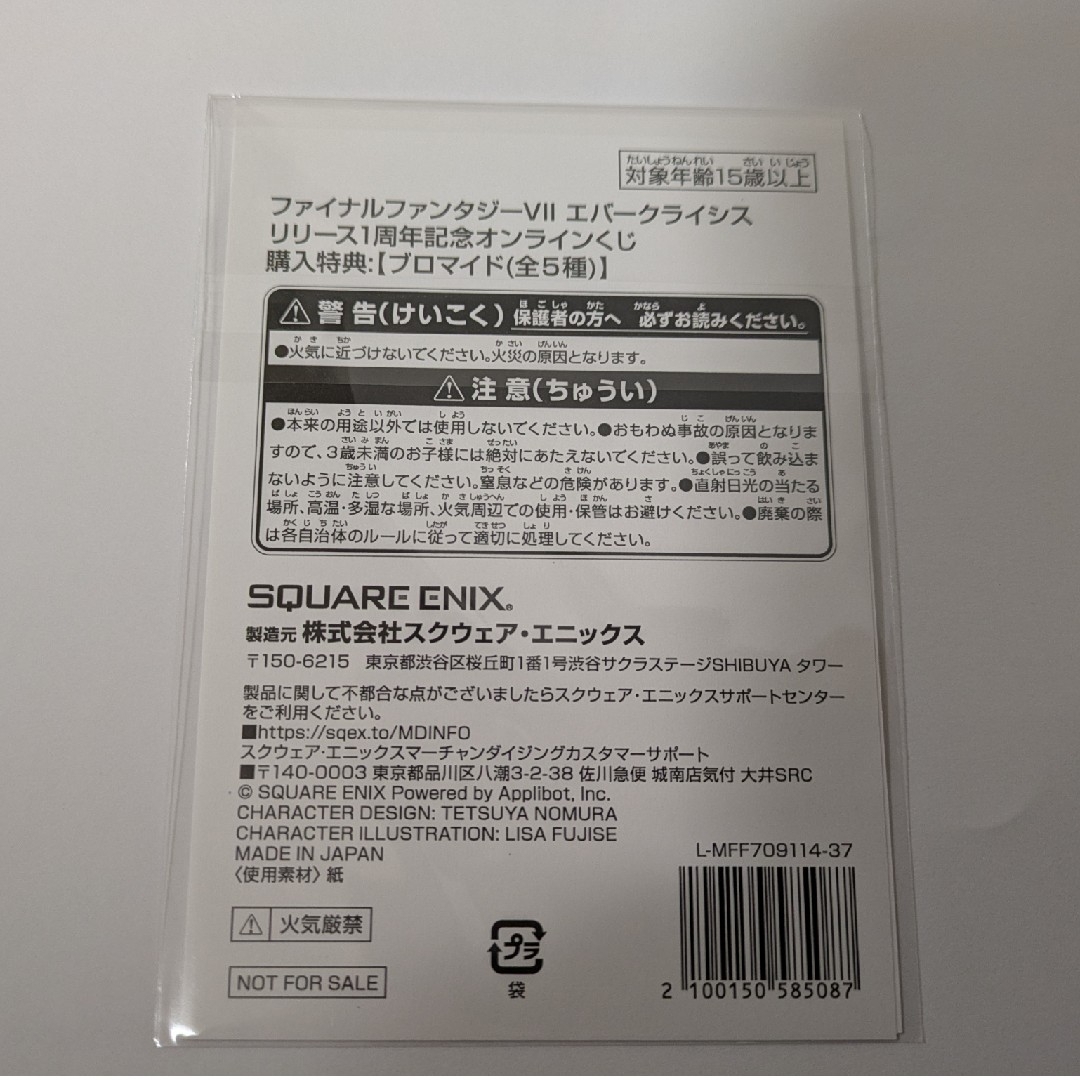 対象年齢15歳以上
ファイナルファンタジーVII エバークライシス
リリース1周年記念オンラインくじ
購入特典:【ブロマイド(全5種)】
警告(けいこく) 保護者の方へ 必ずお読みください。
●火気に近づけないでください。火災の原因となります。
注意(ちゅうい)
●本来の用途以外では使用しないでください。●おもわぬ事故の原因となりま
すので、3歳未満のお子様には絶対にあたえないでください。●誤って飲み込ま
ないように注意してください。窒息などの危険があります。●直射日光の当たる
場所、高温・多湿な場所、火気周辺での使用・保管はお避けください。●廃棄の際
は各自治体のルールに従って適切に処理してください。
SQUARE ENIX®
製造元 株式会社スクウェア・エニックス
〒150-6215 東京都渋谷区桜丘町1番1号渋谷サクラステージSHIBUYA タワー
製品に関して不都合な点がございましたらスクウェア・エニックスサポートセンター
をご利用ください。
■https://sqex.to/MDINFO
スクウェア・エニックスマーチャンダイジングカスタマーサポート
■〒140-0003 東京都品川区八潮3-2-38 佐川急便 城南店気付 大井SRC
© SQUARE ENIX Powered by Applibot, Inc.
CHARACTER DESIGN: TETSUYA NOMURA
CHARACTER ILLUSTRATION: LISA FUJISE
MADE IN JAPAN
〈使用素材〉紙
L-MFF709114-37
火気厳禁
プラ
袋
NOT FOR SALE
2 100150 585087